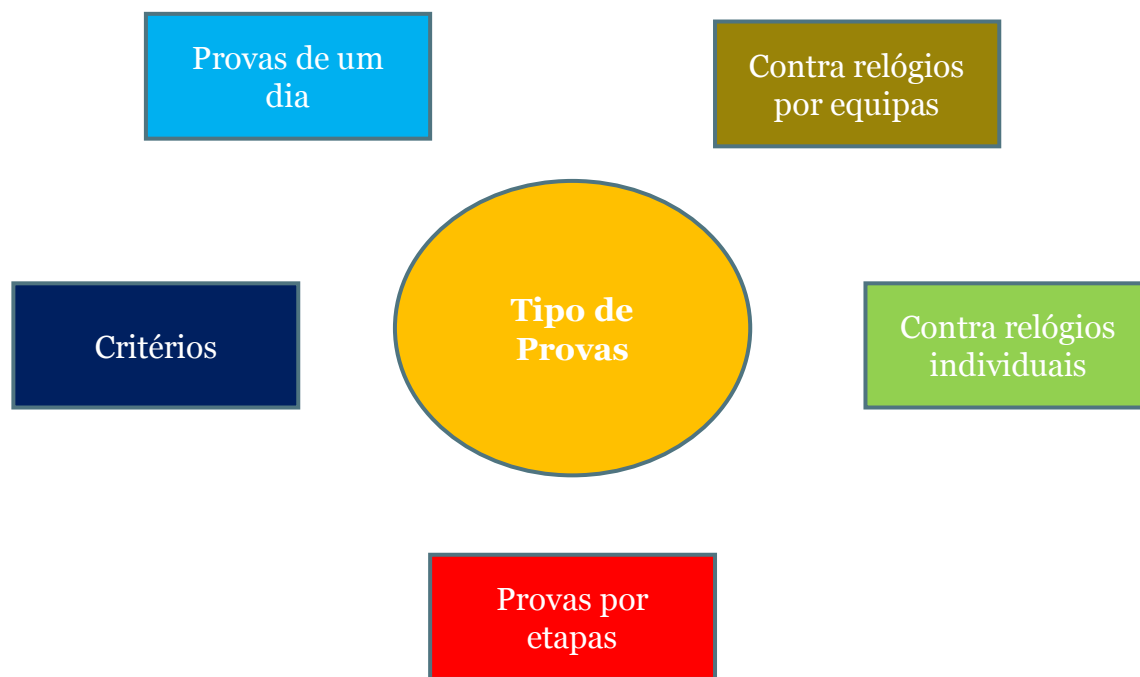 Provas de um
dia
Contra relógios
por equipas
Tipo de
Provas
Critérios
Contra relógios
individuais
Provas por
etapas